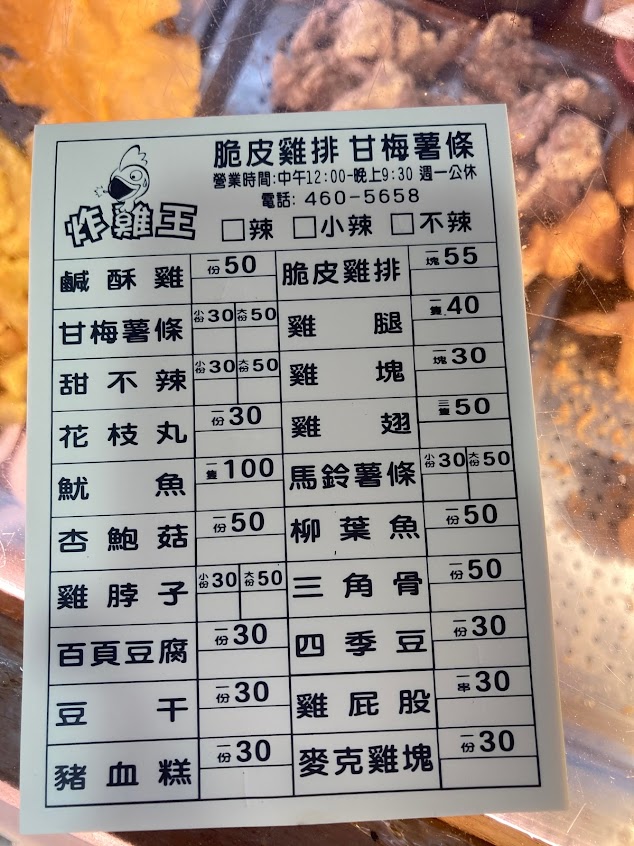 脆皮雞排 甘梅薯條
營業時間:中午12:00-晚上9:30 週一公休
電話: 460-5658
炸雞王
□辣 □小辣 □不辣
鹹酥雞 一份50 脆皮雞排 一塊55
甘梅薯條 小份30 大份50 雞腿 一隻40
甜不辣 小份30 大份50 雞塊 一塊30
花枝丸 一份30 雞翅 三隻50
魷魚 一隻100 馬鈴薯條 小份30 大份50
杏鮑菇 一份50 柳葉魚 一份50
雞脖子 小份30 大份50 三角骨 一份50
百頁豆腐 一份30 四季豆 一份30
豆干 一份30 雞屁股 一串30
豬血糕 一份30 麥克雞塊 一份30